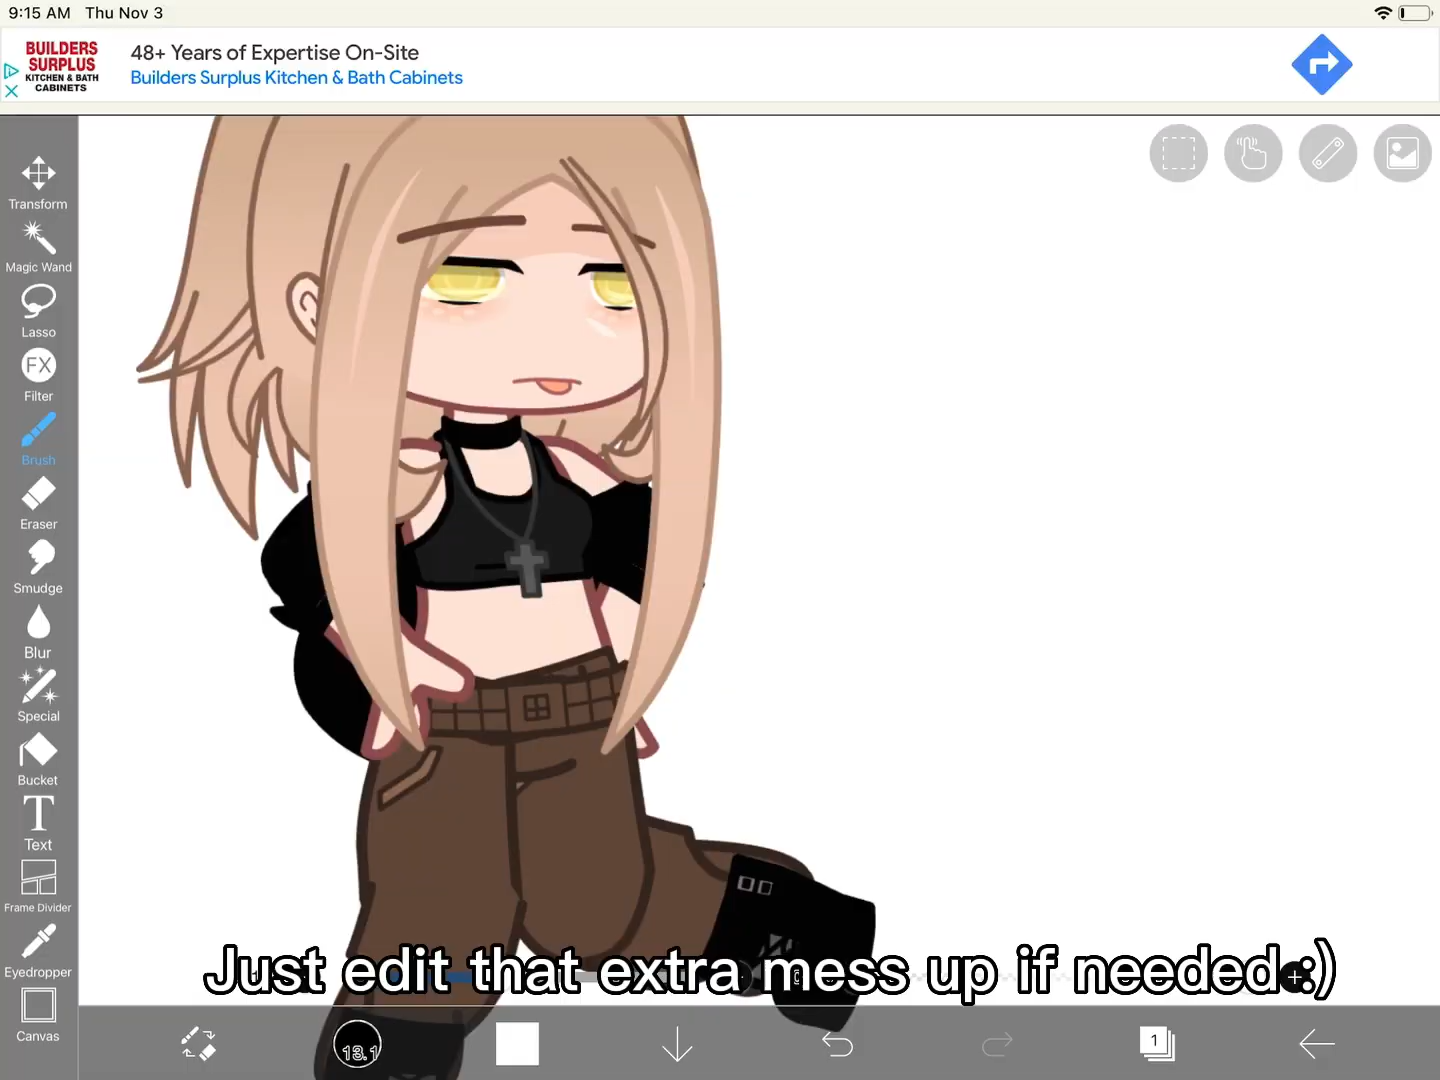 9:15 AM Thu Nov 3
BUILDERS
SURPLUS
KITCHEN & BATH
CABINETS
48+ Years of Expertise On-Site
Builders Surplus Kitchen & Bath Cabinets
Transform
Magic Wand
Lasso
FX
Filter
Brush
Eraser
Smudge
Blur
Special
Bucket
T
Text
Frame Divider
Eyedropper
Canvas
Just edit that extra mess up if needed :)
13.1
1